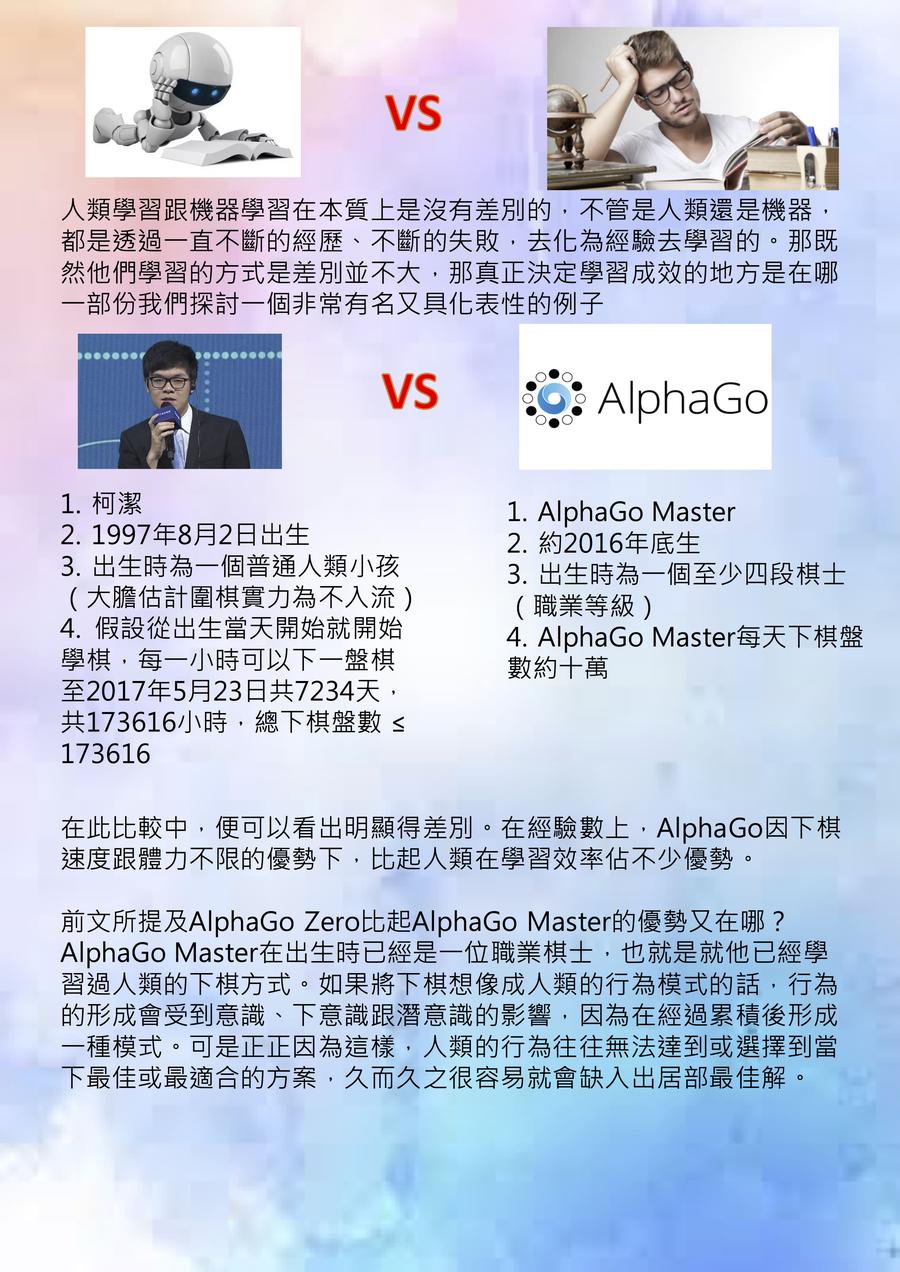 VS
人類學習跟機器學習在本質上是沒有差別的，不管是人類還是機器，
都是透過一直不斷的經歷、不斷的失敗，去化為經驗去學習的。那既
然他們學習的方式是差別並不大，那真正決定學習成效的地方是在哪
一部份我們探討一個非常有名又具化表性的例子
VS
AlphaGo
1. 柯潔
2. 1997年8月2日出生
3. 出生時為一個普通人類小孩
（大膽估計圍棋實力為不入流）
4. 假設從出生當天開始就開始
學棋，每一小時可以下一盤棋
至2017年5月23日共7234天，
共173616小時，總下棋盤數 ≤
173616
1. AlphaGo Master
2. 約2016年底生
3. 出生時為一個至少四段棋士
（職業等級）
4. AlphaGo Master每天下棋盤
數約十萬
在此比較中，便可以看出明顯得差別。在經驗數上，AlphaGo因下棋
速度跟體力不限的優勢下，比起人類在學習效率佔不少優勢。
前文所提及AlphaGo Zero比起AlphaGo Master的優勢又在哪？
AlphaGo Master在出生時已經是一位職業棋士，也就是就他已經學
習過人類的下棋方式。如果將下棋想像成人類的行為模式的話，行為
的形成會受到意識、下意識跟潛意識的影響，因為在經過累積後形成
一種模式。可是正正因為這樣，人類的行為往往無法達到或選擇到當
下最佳或最適合的方案，久而久之很容易就會缺入出居部最佳解。